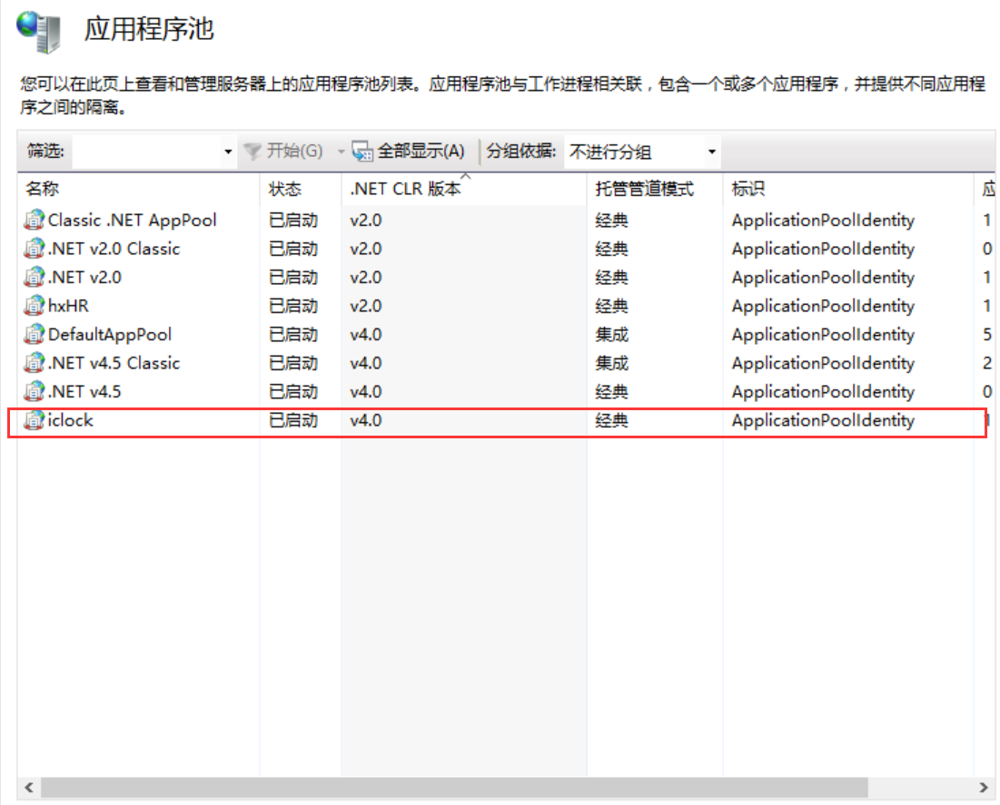 应用程序池
您可以在此页上查看和管理服务器上的应用程序池列表。应用程序池与工作进程相关联，包含一个或多个应用程序，并提供不同应用程
序之间的隔离。
筛选: 开始(G) 全部显示(A) 分组依据: 不进行分组
名称 状态 .NET CLR 版本 托管管道模式 标识 应
Classic .NET AppPool 已启动 v2.0 经典 ApplicationPoolIdentity 1
.NET v2.0 Classic 已启动 v2.0 经典 ApplicationPoolIdentity 0
.NET v2.0 已启动 v2.0 经典 ApplicationPoolIdentity 1
hxHR 已启动 v2.0 经典 ApplicationPoolIdentity 1
DefaultAppPool 已启动 v4.0 集成 ApplicationPoolIdentity 5
.NET v4.5 Classic 已启动 v4.0 集成 ApplicationPoolIdentity 2
.NET v4.5 已启动 v4.0 经典 ApplicationPoolIdentity 0
iclock 已启动 v4.0 经典 ApplicationPoolIdentity 1